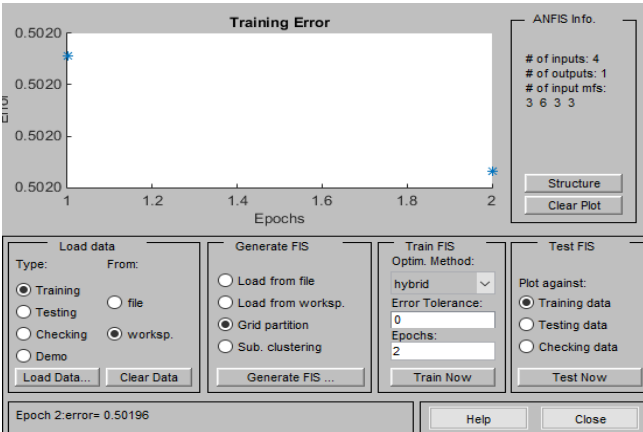 Training Error
0.5020
0.5020
0.5020
0.5020
Error
1
1.2
1.4
1.6
1.8
2
Epochs
ANFIS Info.
# of inputs: 4
# of outputs: 1
# of input mfs:
3 6 3 3
Structure
Clear Plot
Load data
Type:
From:
Training
Testing
Checking
Demo
file
worksp.
Load Data...
Clear Data
Generate FIS
Load from file
Load from worksp.
Grid partition
Sub. clustering
Generate FIS ...
Train FIS
Optim. Method:
hybrid
Error Tolerance:
0
Epochs:
2
Train Now
Test FIS
Plot against:
Training data
Testing data
Checking data
Test Now
Epoch 2:error= 0.50196
Help
Close